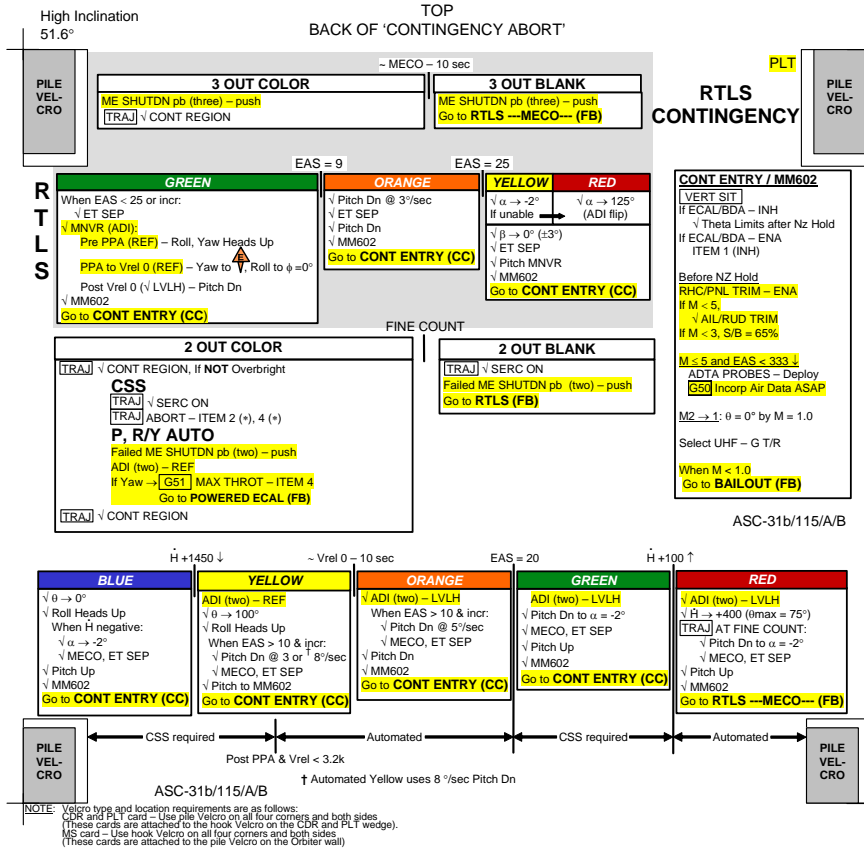 High Inclination
51.6°
TOP
BACK OF 'CONTINGENCY ABORT'
PLT
PILE
VEL-
CRO
PILE
VEL-
CRO
RTLS
CONTINGENCY
~ MECO – 10 sec
3 OUT COLOR
ME SHUTDN pb (three) – push
TRAJ √ CONT REGION
3 OUT BLANK
ME SHUTDN pb (three) – push
Go to RTLS ---MECO--- (FB)
RTLS
EAS = 9
EAS = 25
GREEN
When EAS < 25 or incr:
√ ET SEP
√ MNVR (ADI):
Pre PPA (REF) – Roll, Yaw Heads Up
PPA to Vrel 0 (REF) – Yaw to E, Roll to ϕ =0°
Post Vrel 0 (√ LVLH) – Pitch Dn
√ MM602
Go to CONT ENTRY (CC)
ORANGE
√ Pitch Dn @ 3°/sec
√ ET SEP
√ Pitch Dn
√ MM602
Go to CONT ENTRY (CC)
YELLOW RED
√ α → -2° √ α → 125°
If unable (ADI flip)
√ β → 0° (±3°)
√ ET SEP
√ Pitch MNVR
√ MM602
Go to CONT ENTRY (CC)
CONT ENTRY / MM602
VERT SIT
If ECAL/BDA – INH
√ Theta Limits after Nz Hold
If ECAL/BDA – ENA
ITEM 1 (INH)
Before NZ Hold
RHC/PNL TRIM – ENA
If M < 5,
√ AIL/RUD TRIM
If M < 3, S/B = 65%
M ≤ 5 and EAS < 333 ↓
ADTA PROBES – Deploy
G50 Incorp Air Data ASAP
M2 → 1: θ = 0° by M = 1.0
Select UHF – G T/R
When M < 1.0
Go to BAILOUT (FB)
ASC-31b/115/A/B
FINE COUNT
2 OUT COLOR
TRAJ √ CONT REGION, If NOT Overbright
CSS
TRAJ √ SERC ON
TRAJ ABORT – ITEM 2 (∗), 4 (∗)
P, R/Y AUTO
Failed ME SHUTDN pb (two) – push
ADI (two) – REF
If Yaw → G51 MAX THROT – ITEM 4
Go to POWERED ECAL (FB)
TRAJ √ CONT REGION
2 OUT BLANK
TRAJ √ SERC ON
Failed ME SHUTDN pb (two) – push
Go to RTLS (FB)
Ḣ +1450 ↓
~ Vrel 0 – 10 sec
EAS = 20
Ḣ +100 ↑
BLUE
√ θ → 0°
√ Roll Heads Up
When Ḣ negative:
√ α → -2°
√ MECO, ET SEP
√ Pitch Up
√ MM602
Go to CONT ENTRY (CC)
YELLOW
ADI (two) – REF
√ θ → 100°
√ Roll Heads Up
When EAS > 10 & incr:
√ Pitch Dn @ 3 or † 8°/sec
√ MECO, ET SEP
√ Pitch to MM602
Go to CONT ENTRY (CC)
ORANGE
√ ADI (two) – LVLH
When EAS > 10 & incr:
√ Pitch Dn @ 5°/sec
√ MECO, ET SEP
√ Pitch Dn
√ MM602
Go to CONT ENTRY (CC)
GREEN
ADI (two) – LVLH
√ Pitch Dn to α = -2°
√ MECO, ET SEP
√ Pitch Up
√ MM602
Go to CONT ENTRY (CC)
RED
√ ADI (two) – LVLH
√ Ḣ → +400 (θmax = 75°)
TRAJ AT FINE COUNT:
√ Pitch Dn to α = -2°
√ MECO, ET SEP
√ Pitch Up
√ MM602
Go to RTLS ---MECO--- (FB)
PILE
VEL-
CRO
CSS required
Automated
CSS required
Automated
PILE
VEL-
CRO
Post PPA & Vrel < 3.2k
† Automated Yellow uses 8 °/sec Pitch Dn
ASC-31b/115/A/B
NOTE: Velcro type and location requirements are as follows:
CDR and PLT card – Use pile Velcro on all four corners and both sides
(These cards are attached to the hook Velcro on the CDR and PLT wedge).
MS card – Use hook Velcro on all four corners and both sides
(These cards are attached to the pile Velcro on the Orbiter wall)